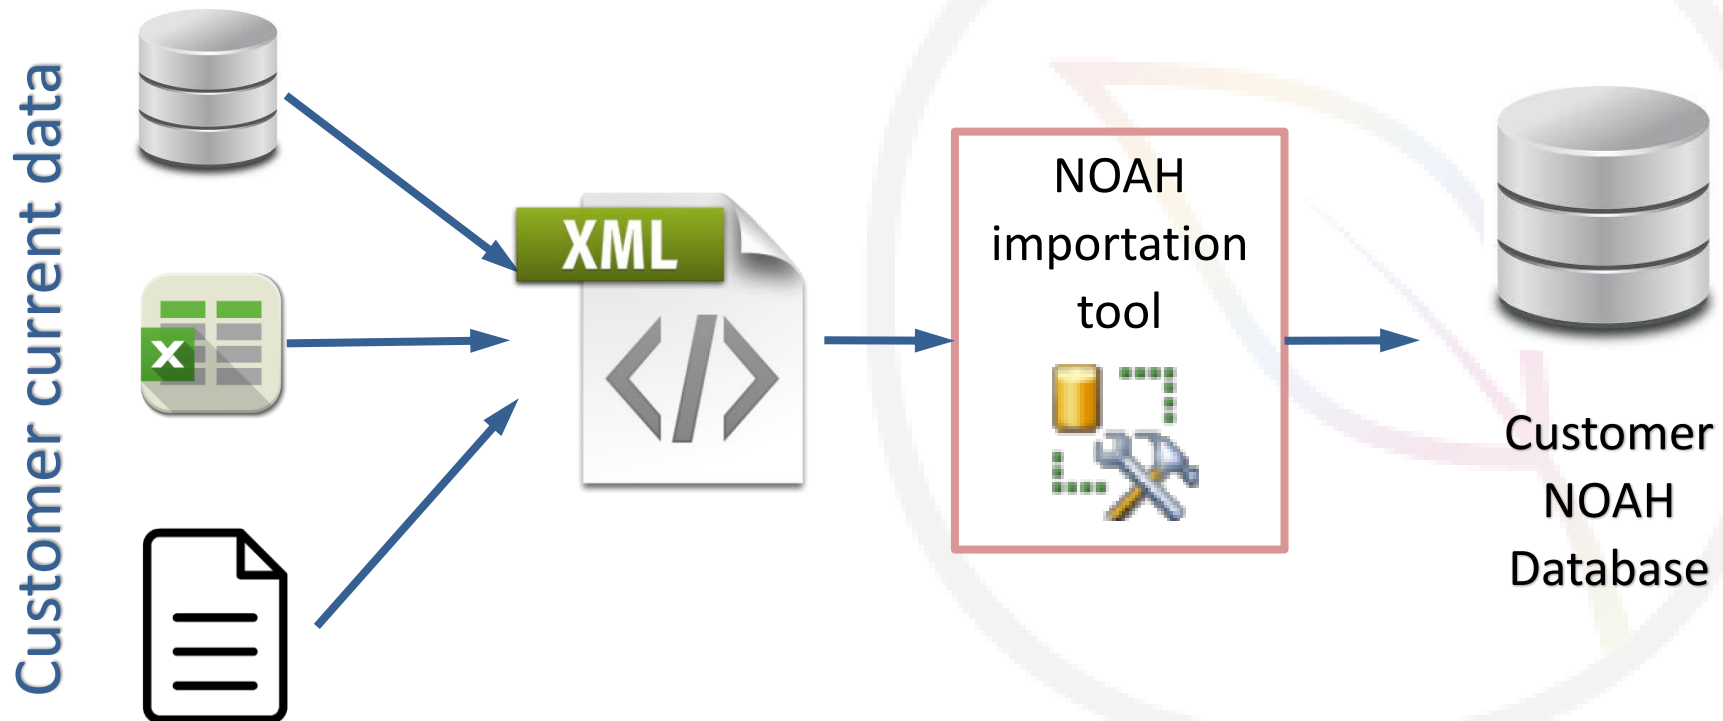 Customer current data
XML
X
</>
NOAH
importation
tool
Customer
NOAH
Database